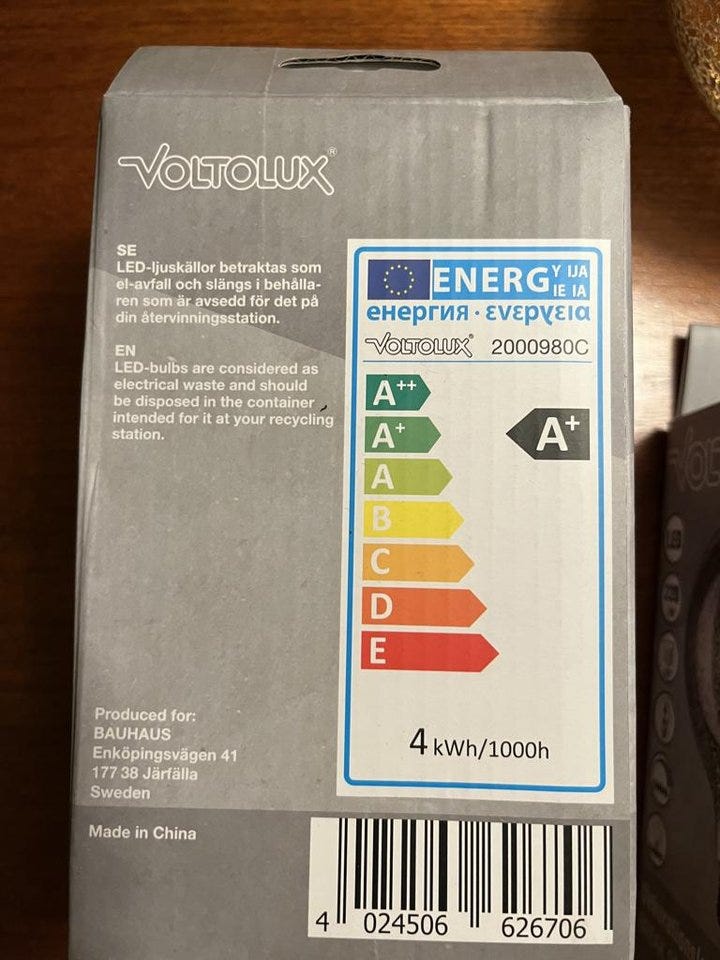 VOLTOLUX®
SE
LED-ljuskällor betraktas som
el-avfall och slängs i behålla-
ren som är avsedd för det på
din återvinningsstation.
EN
LED-bulbs are considered as
electrical waste and should
be disposed in the container
intended for it at your recycling
station.
ENERG Y IJA
IE IA
енергия · ενεργεια
VOLTOLUX® 2000980C
A++
A+
A+
A
B
C
D
E
4 kWh/1000h
Produced for:
BAUHAUS
Enköpingsvägen 41
177 38 Järfälla
Sweden
Made in China
4 024506 626706